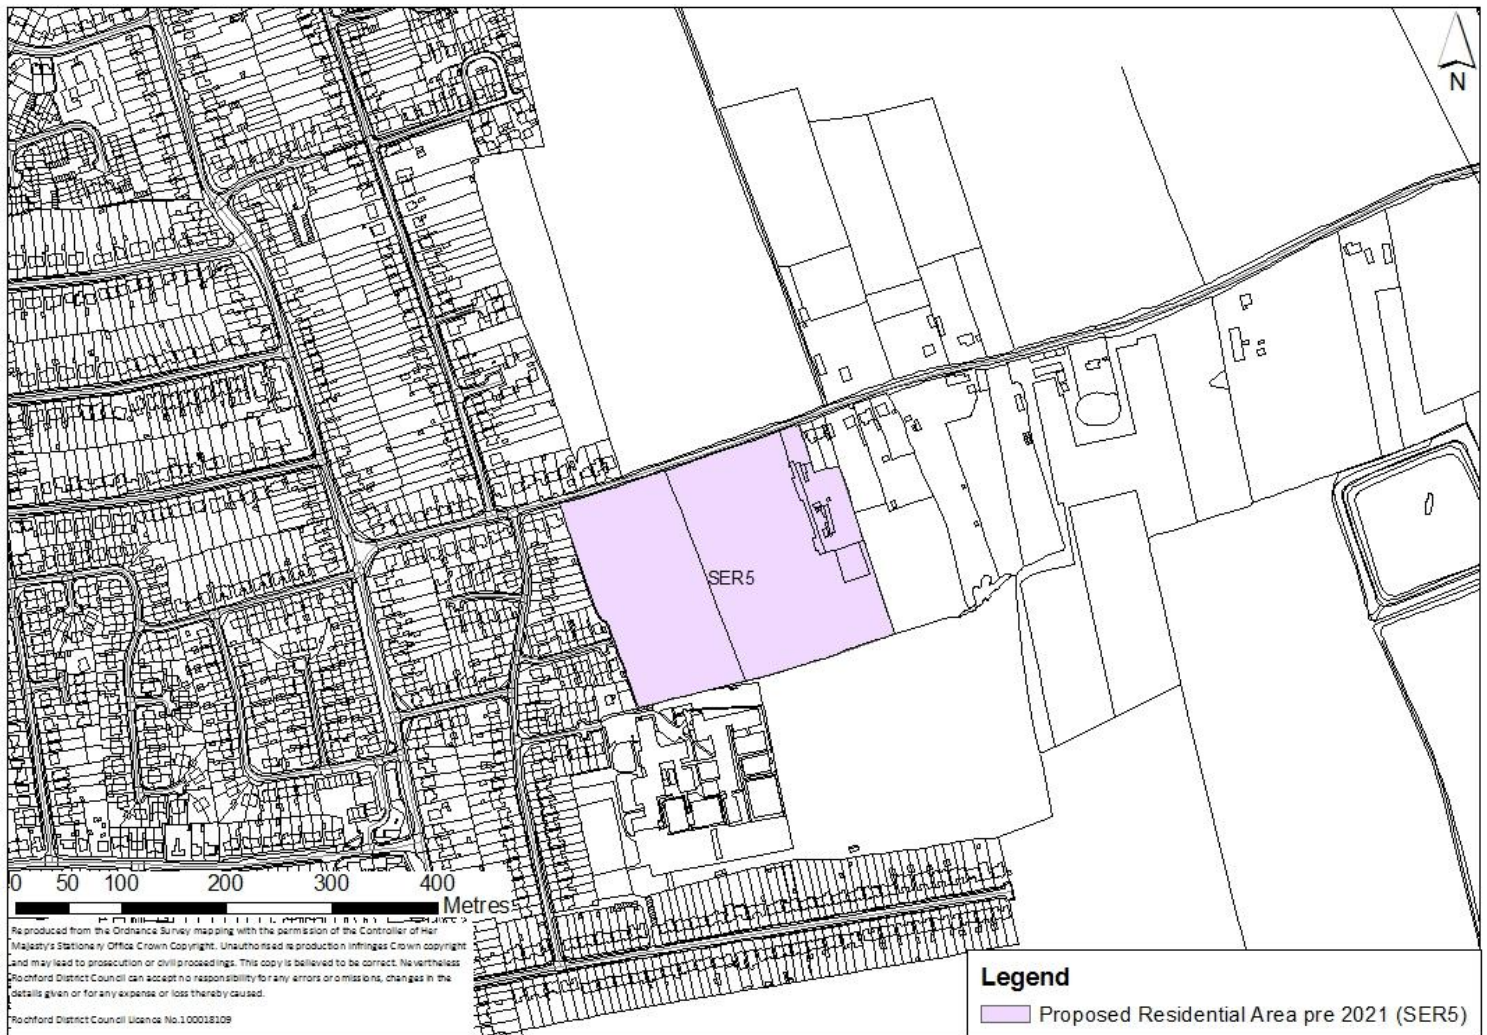 N
SER5
0 50 100 200 300 400
Metres
Reproduced from the Ordnance Survey mapping with the permission of the Controller of Her
Majesty's Stationery Office Crown Copyright. Unauthorised reproduction infringes Crown copyright
and may lead to prosecution or civil proceedings. This copy is believed to be correct. Nevertheless
Rochford District Council can accept no responsibility for any errors or omissions, changes in the
details given or for any expense or loss thereby caused.
Rochford District Council Licence No.100018109
Legend
Proposed Residential Area pre 2021 (SER5)